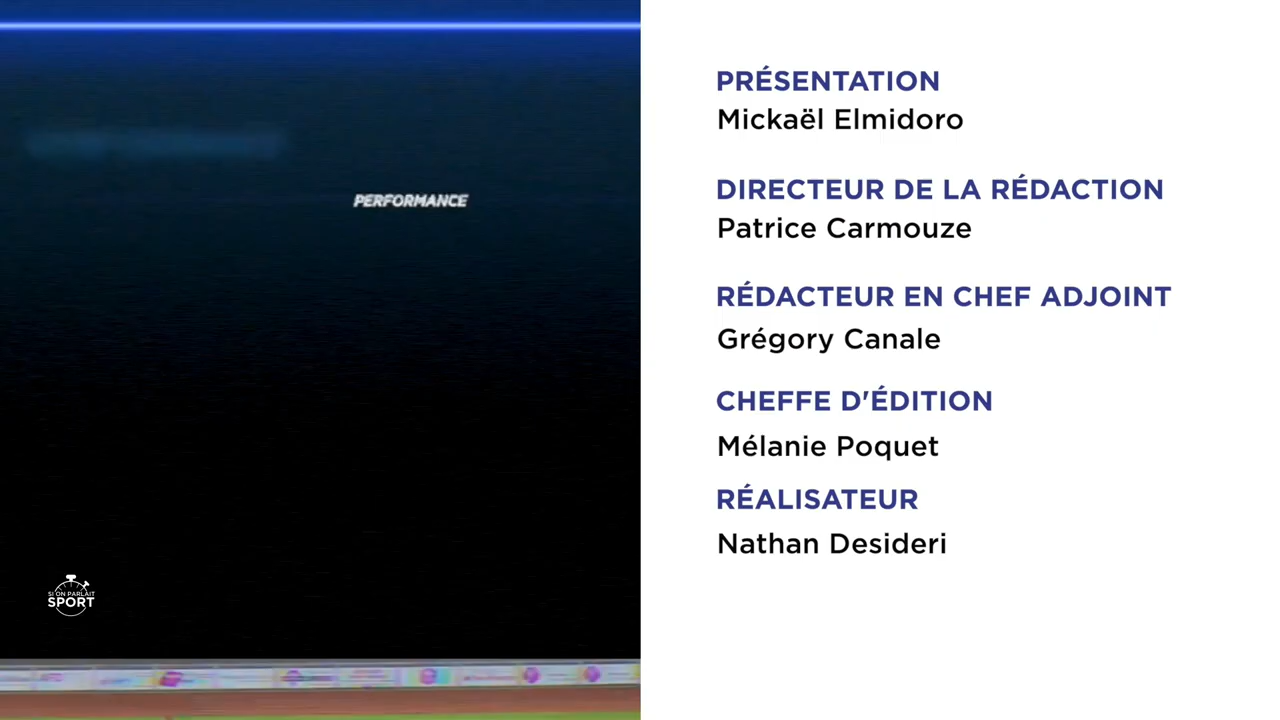 PERFORMANCE
SI ON PARLAIT
SPORT
PRÉSENTATION
Mickaël Elmidoro
DIRECTEUR DE LA RÉDACTION
Patrice Carmouze
RÉDACTEUR EN CHEF ADJOINT
Grégory Canale
CHEFFE D'ÉDITION
Mélanie Poquet
RÉALISATEUR
Nathan Desideri